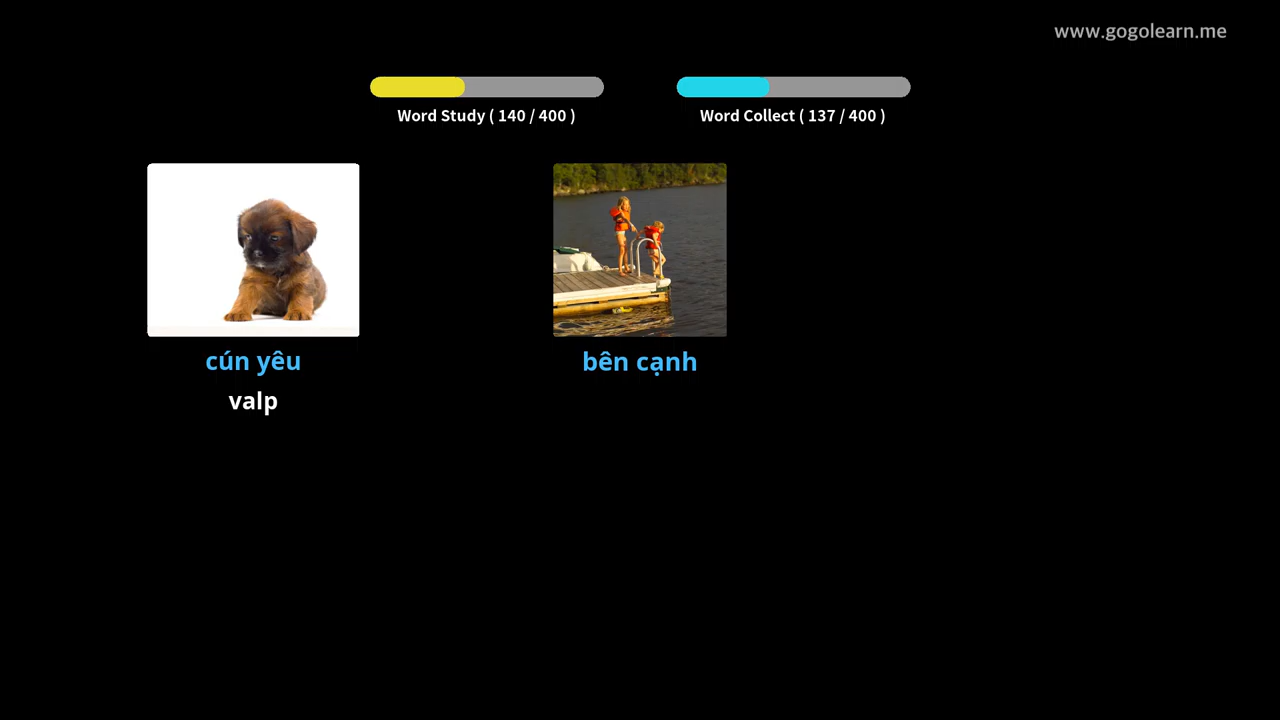 www.gogolearn.me
Word Study ( 140 / 400 )
Word Collect ( 137 / 400 )
cún yêu
valp
bên cạnh